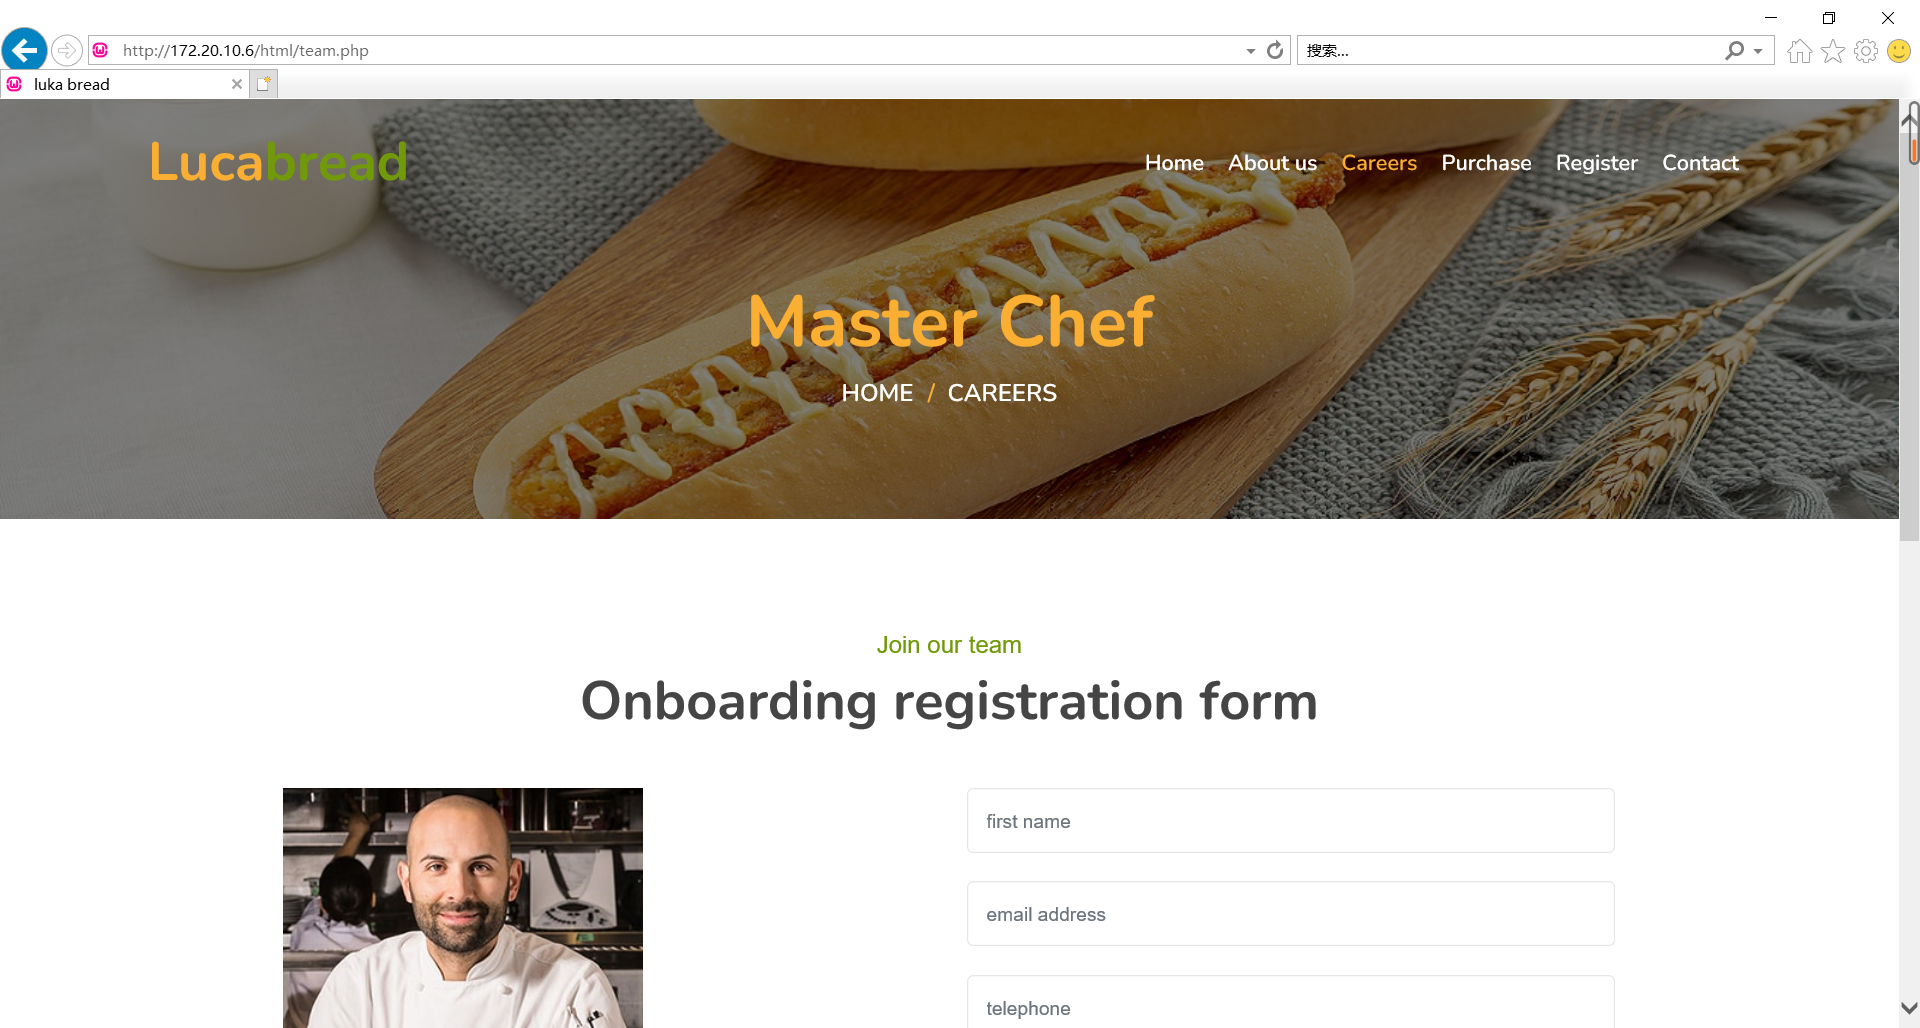 http://172.20.10.6/html/team.php
搜索...
luka bread
Lucabread
Home About us Careers Purchase Register Contact
Master Chef
HOME / CAREERS
Join our team
Onboarding registration form
first name
email address
telephone